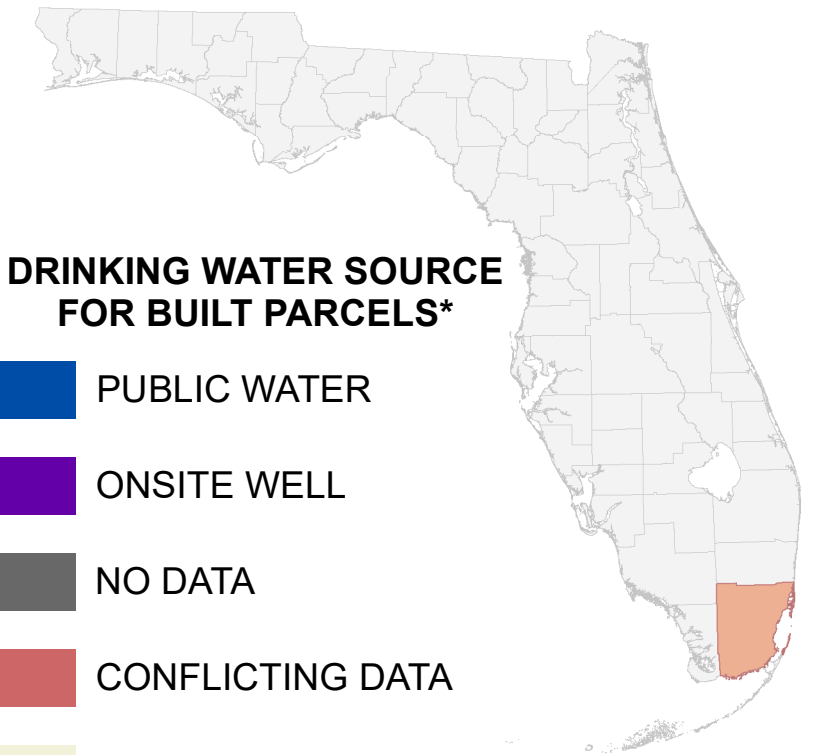 DRINKING WATER SOURCE
FOR BUILT PARCELS*
PUBLIC WATER
ONSITE WELL
NO DATA
CONFLICTING DATA